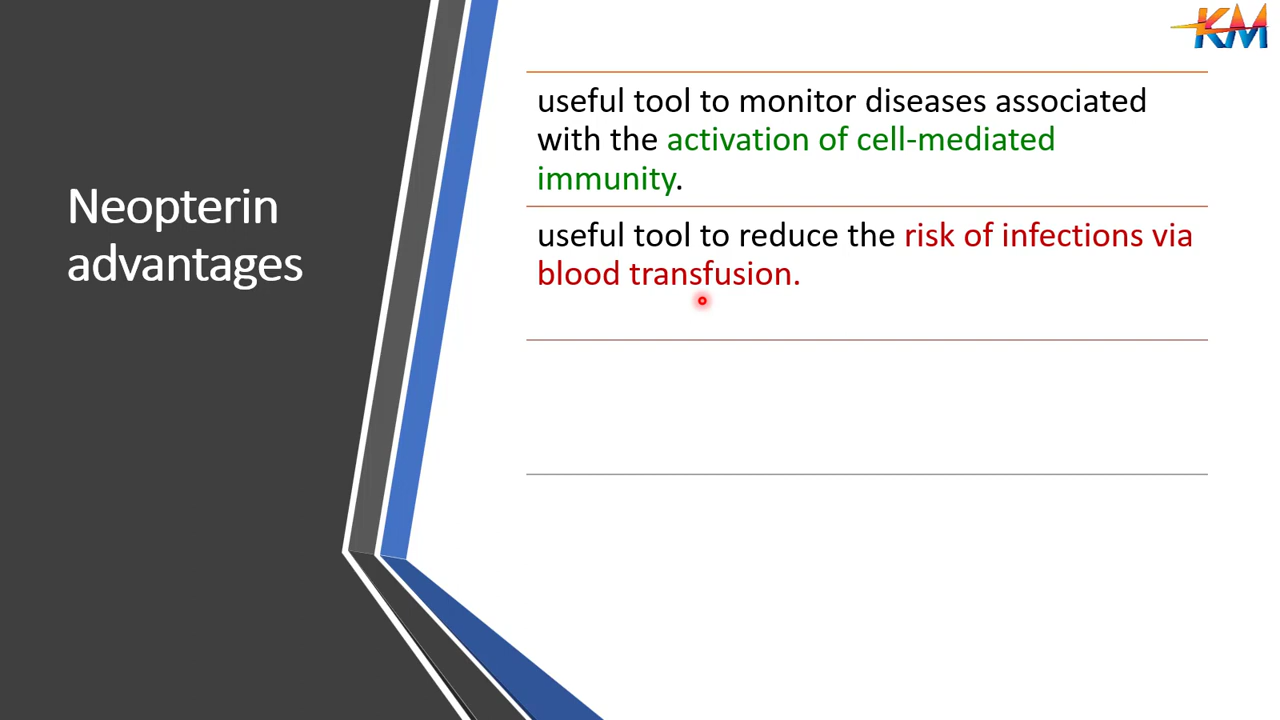 KM
Neopterin
advantages
useful tool to monitor diseases associated
with the activation of cell-mediated
immunity.
useful tool to reduce the risk of infections via
blood transfusion.